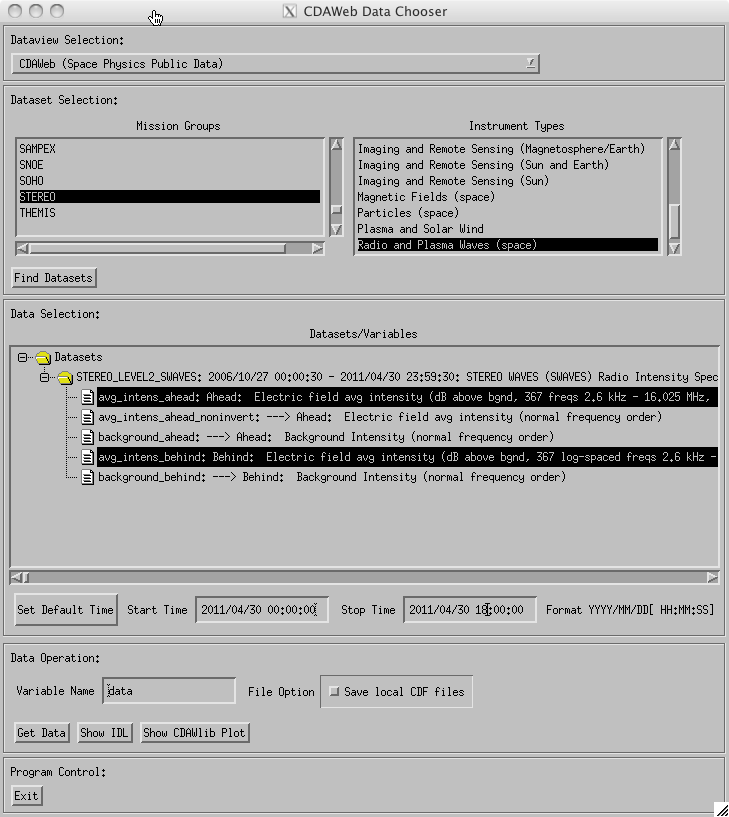 CDAWeb Data Chooser
Dataview Selection:
CDAWeb (Space Physics Public Data)
Dataset Selection:
Mission Groups
SAMPEX
SNOE
SOHO
STEREO
THEMIS
Instrument Types
Imaging and Remote Sensing (Magnetosphere/Earth)
Imaging and Remote Sensing (Sun and Earth)
Imaging and Remote Sensing (Sun)
Magnetic Fields (space)
Particles (space)
Plasma and Solar Wind
Radio and Plasma Waves (space)
Find Datasets
Data Selection:
Datasets/Variables
Datasets
STEREO_LEVEL2_SWAVES: 2006/10/27 00:00:30 - 2011/04/30 23:59:30: STEREO WAVES (SWAVES) Radio Intensity Spec
avg_intens_ahead: Ahead:  Electric field avg intensity (dB above bgnd, 367 freqs 2.6 kHz - 16.025 MHz,
avg_intens_ahead_noninvert: ---> Ahead:  Electric field avg intensity (normal frequency order)
background_ahead: ---> Ahead:  Background Intensity (normal frequency order)
avg_intens_behind: Behind:  Electric field avg intensity (dB above bgnd, 367 log-spaced freqs 2.6 kHz -
background_behind: ---> Behind:  Background Intensity (normal frequency order)
Set Default Time Start Time 2011/04/30 00:00:00 Stop Time 2011/04/30 18:00:00 Format YYYY/MM/DD[ HH:MM:SS]
Data Operation:
Variable Name data File Option Save local CDF files
Get Data Show IDL Show CDAWlib Plot
Program Control:
Exit